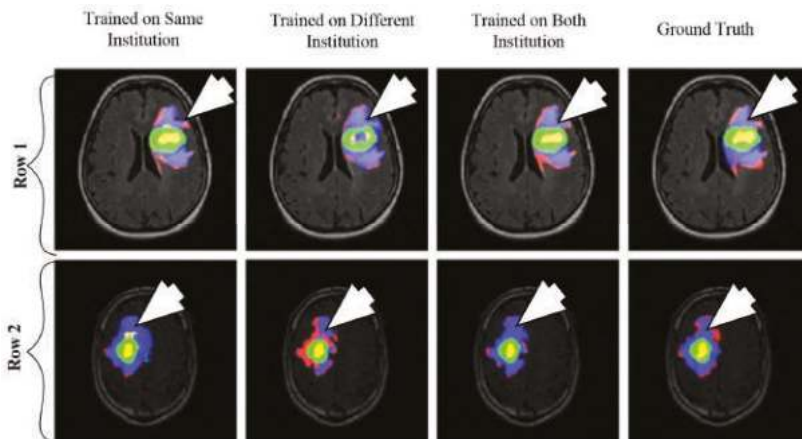 Trained on Same
Institution
Trained on Different
Institution
Trained on Both
Institution
Ground Truth
Row 1
Row 2